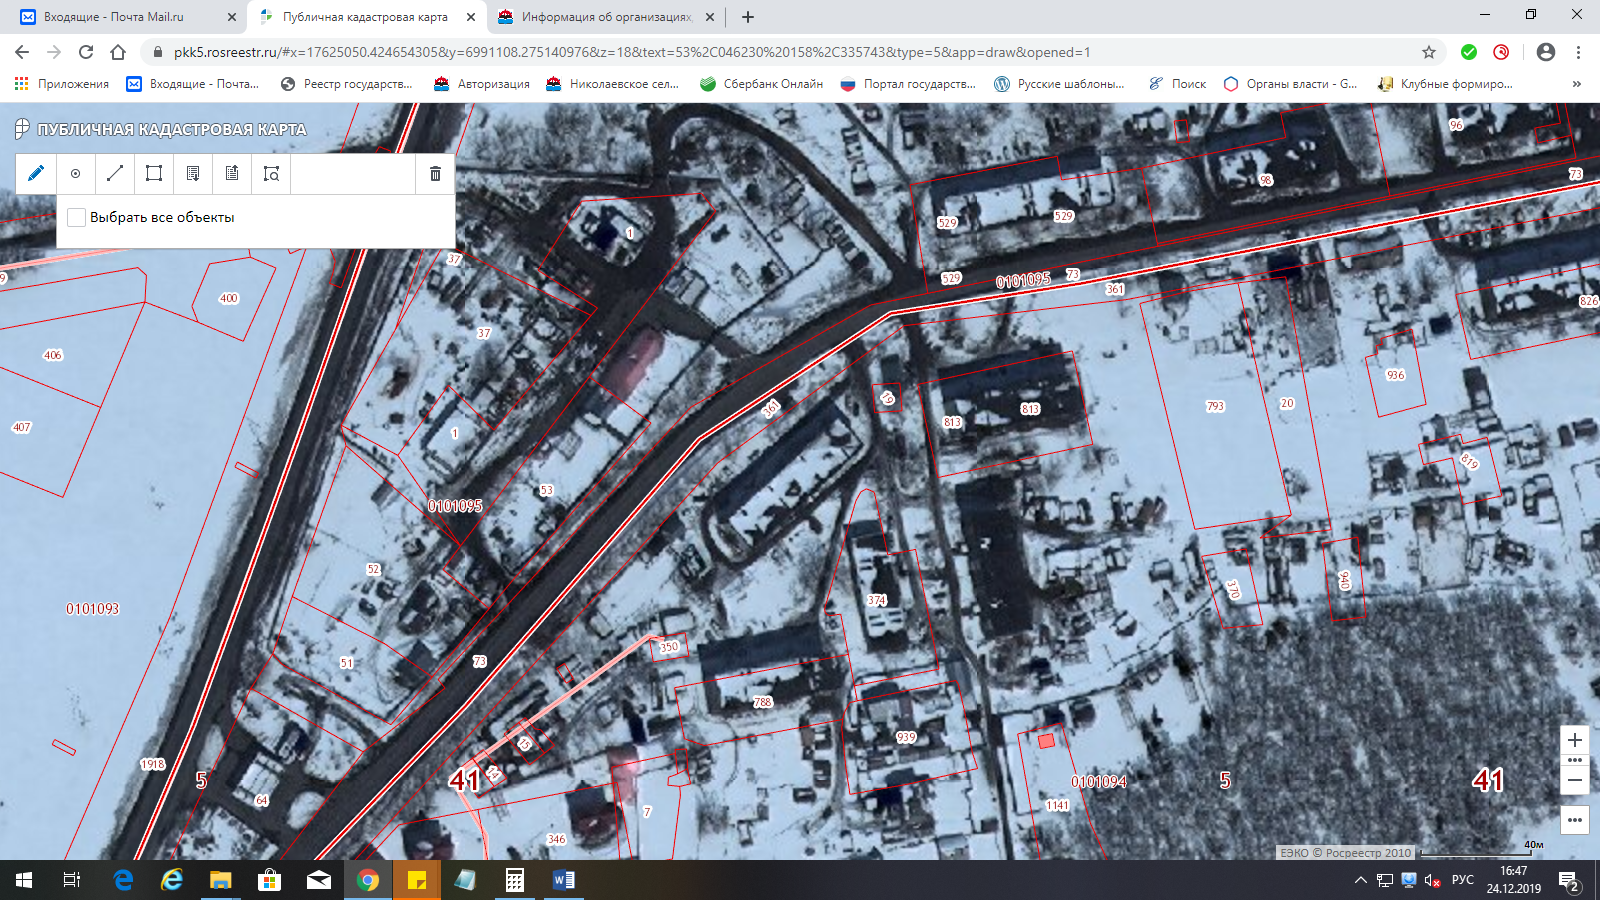 Входящие - Почта Mail.ru
Публичная кадастровая карта
Информация об организациях,
pkk5.rosreestr.ru/#x=17625050.424654305&y=6991108.275140976&z=18&text=53%2C046230%20158%2C335743&type=5&app=draw&opened=1
Приложения
Входящие - Почта...
Реестр государств...
Авторизация
Николаевское сел...
Сбербанк Онлайн
Портал государств...
Русские шаблоны...
Поиск
Органы власти - G...
Клубные формиро...
»
ПУБЛИЧНАЯ КАДАСТРОВАЯ КАРТА
Выбрать все объекты
96
73
98
529
529
1
37
529
0101095
73
361
9
400
826
37
406
936
19
793
20
361
813
813
407
1
819
53
0101095
52
370
940
374
0101093
350
51
73
788
939
15
1918
5
14
41
0101094
5
41
64
7
1141
346
ЕЭКО © Росреестр 2010
40м
РУС
16:47
24.12.2019
2